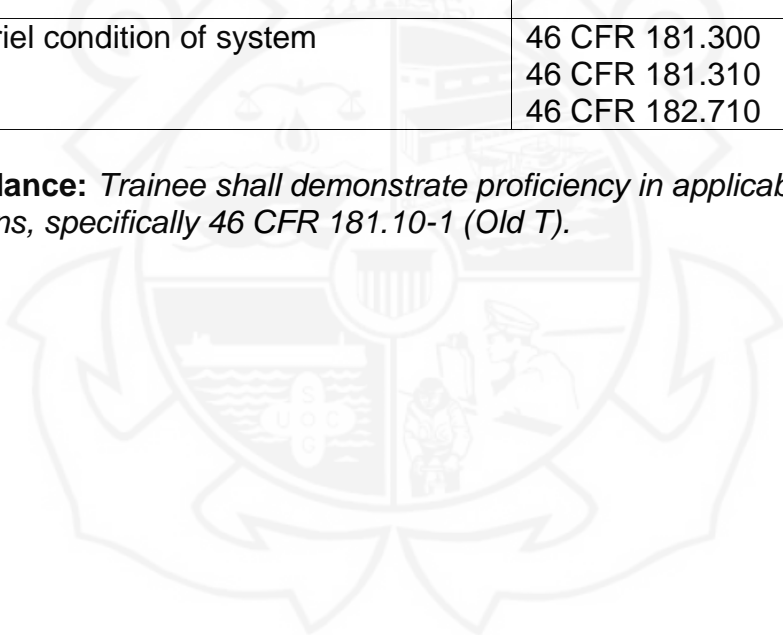 riel condition of system 46 CFR 181.300
46 CFR 181.310
46 CFR 182.710
lance: Trainee shall demonstrate proficiency in applicab
ns, specifically 46 CFR 181.10-1 (Old T).
S
U O C
G